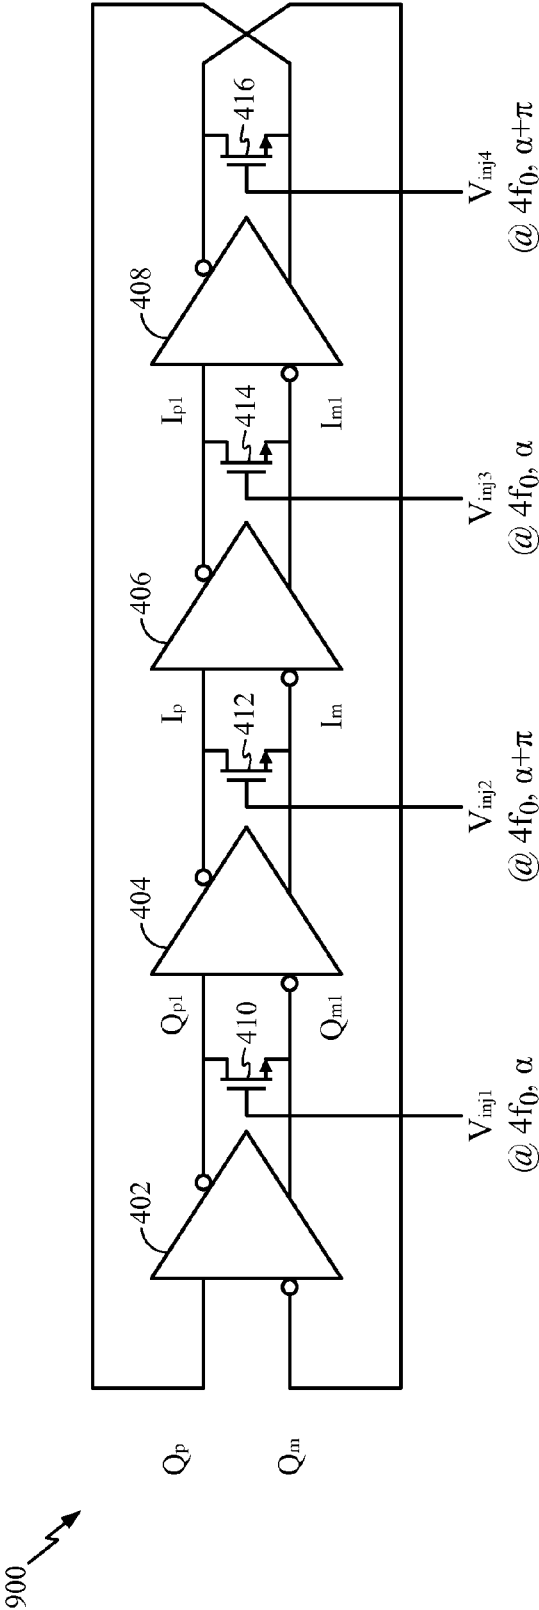 900
402
404
406
408
Qp
Qp1
Ip
Ip1
410
412
414
416
Qm
Qm1
Im
Im1
Vinj1
@ 4f0, α
Vinj2
@ 4f0, α+π
Vinj3
@ 4f0, α
Vinj4
@ 4f0, α+π